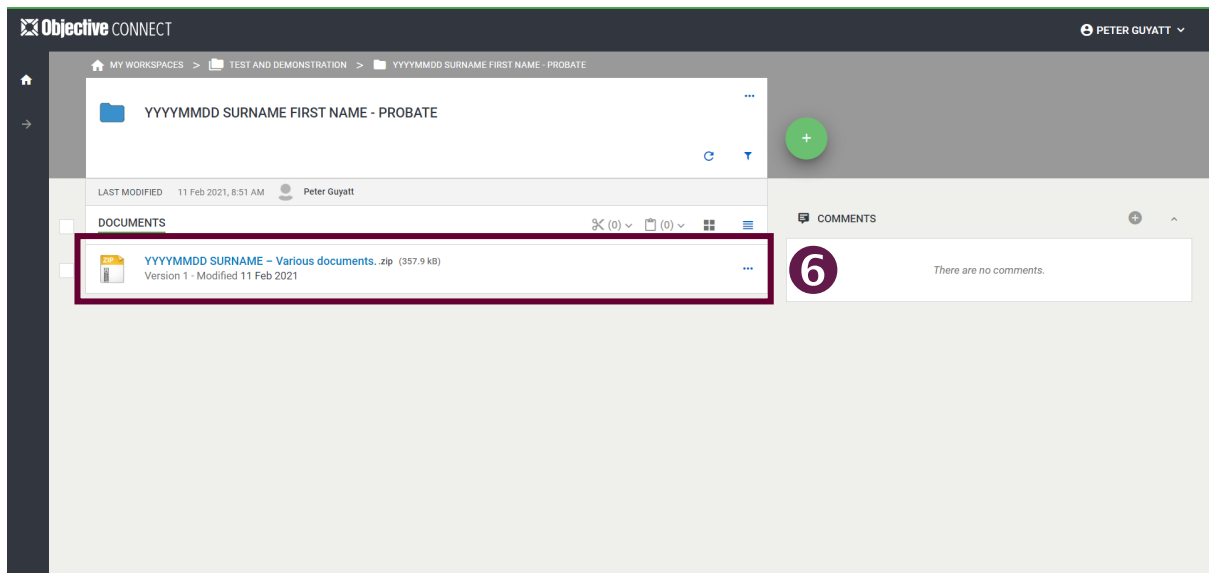 Objective CONNECT
PETER GUYATT
MY WORKSPACES > TEST AND DEMONSTRATION > YYYYMMDD SURNAME FIRST NAME - PROBATE
YYYYMMDD SURNAME FIRST NAME - PROBATE
LAST MODIFIED 11 Feb 2021, 8:51 AM Peter Guyatt
DOCUMENTS
(0) (0)
COMMENTS
ZIP
YYYYMMDD SURNAME – Various documents. .zip (357.9 kB)
Version 1 - Modified 11 Feb 2021
6
There are no comments.